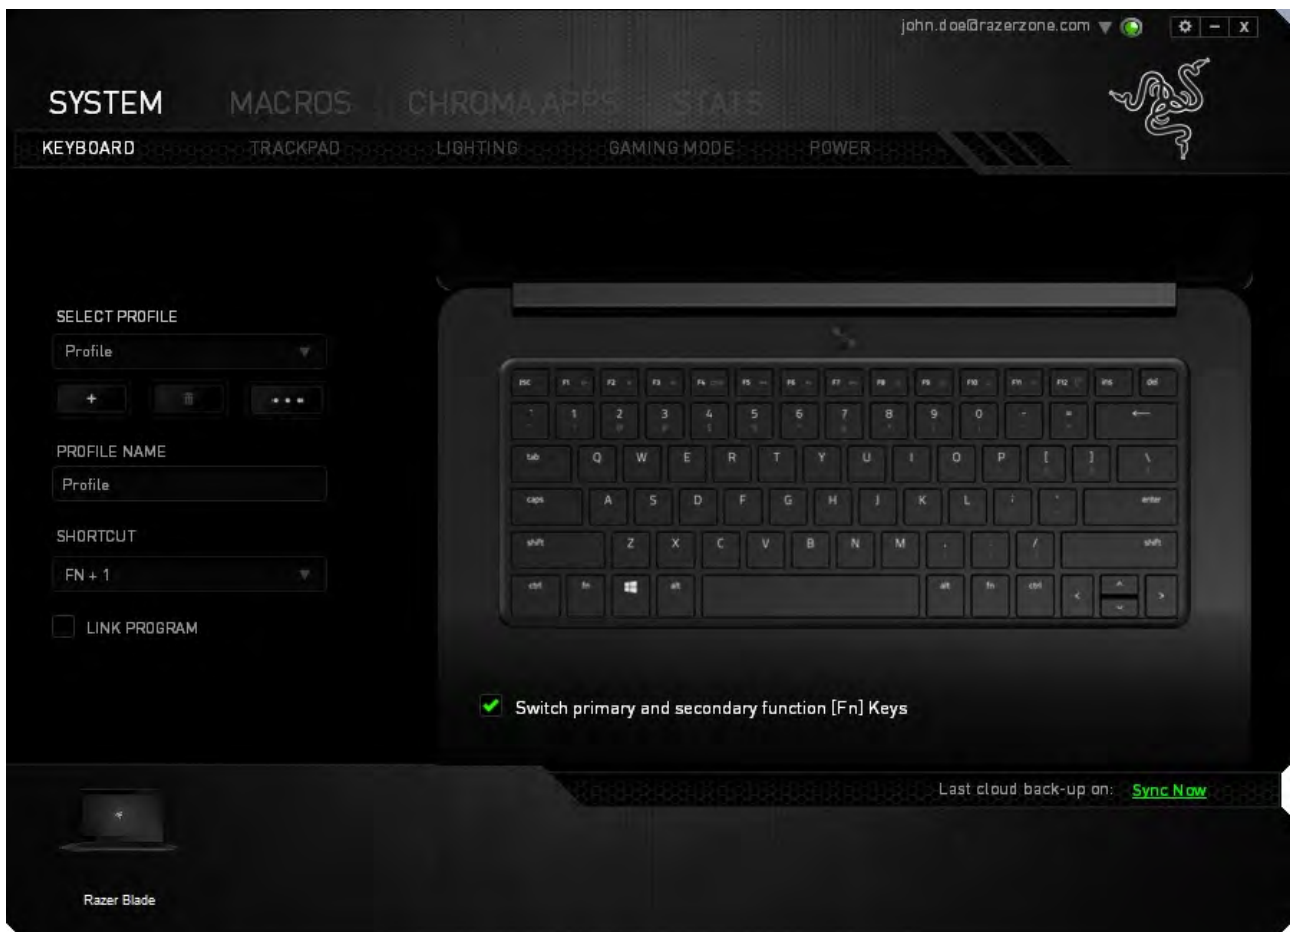 john.doe@razerzone.com
SYSTEM MACROS CHROMA APPS STATS
KEYBOARD TRACKPAD LIGHTING GAMING MODE POWER
SELECT PROFILE
Profile
PROFILE NAME
Profile
SHORTCUT
FN + 1
LINK PROGRAM
esc F1 F2 F3 F4 F5 F6 F7 F8 F9 F10 F11 F12 ins del
1 2 3 4 5 6 7 8 9 0 - =
tab Q W E R T Y U I O P [ ] \
caps A S D F G H J K L ; ' enter
shift Z X C V B N M / shift
ctrl fn alt alt fn ctrl
Switch primary and secondary function [Fn] Keys
Last cloud back-up on: Sync Now
Razer Blade